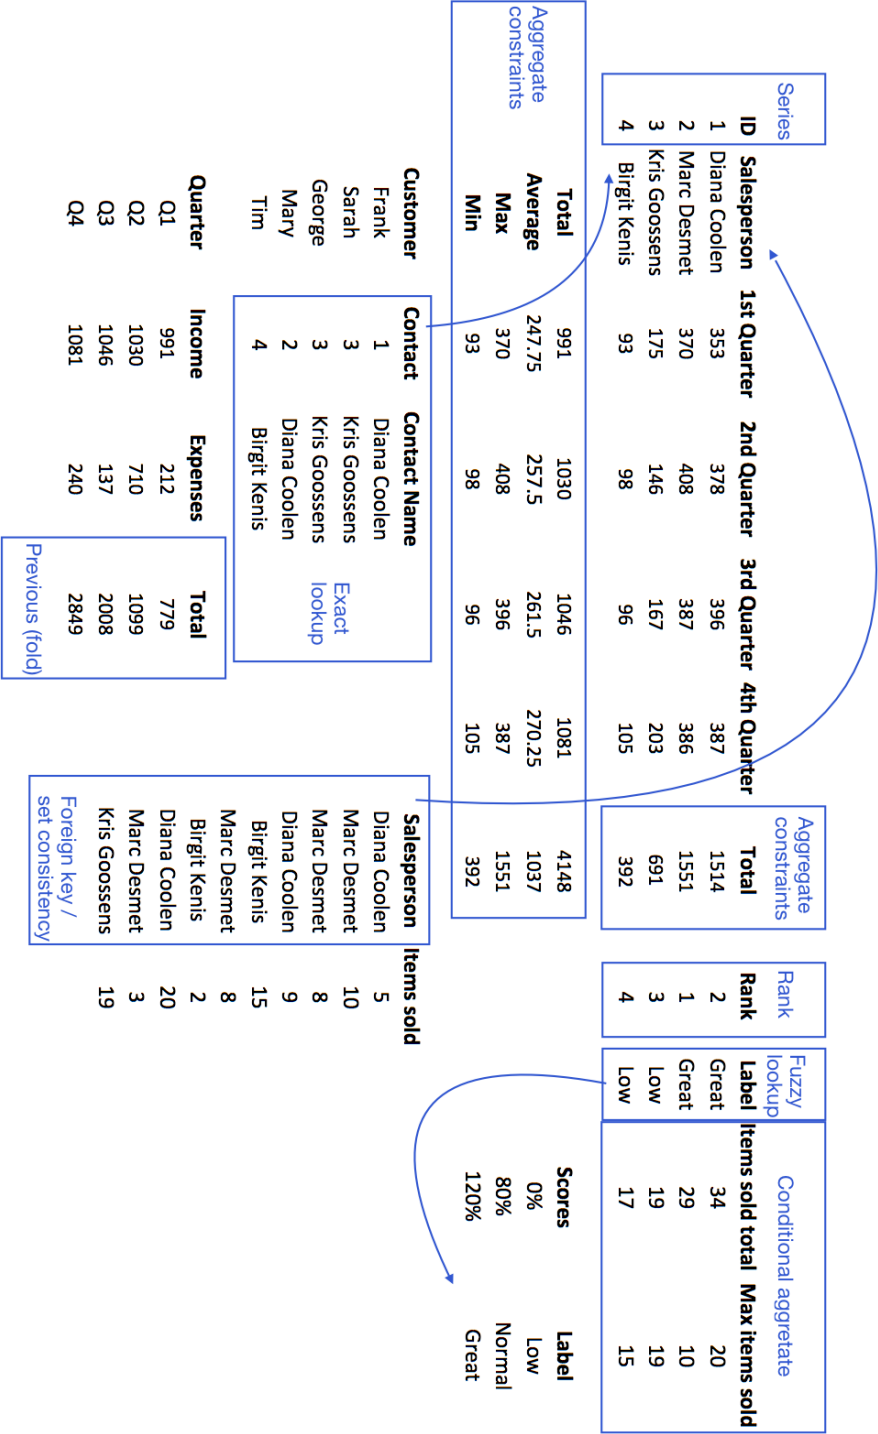 Series Aggregate constraints Rank Fuzzy lookup Conditional aggretate
ID Salesperson 1st Quarter 2nd Quarter 3rd Quarter 4th Quarter Total Rank Label Items sold total Max items sold
1 Diana Coolen 353 378 396 387 1514 2 Great 34 20
2 Marc Desmet 370 408 387 386 1551 1 Great 29 10
3 Kris Goossens 175 146 167 203 691 3 Low 19 19
4 Birgit Kenis 93 98 96 105 392 4 Low 17 15
Aggregate
constraints
Total 991 1030 1046 1081 4148
Average 247.75 257.5 261.5 270.25 1037
Max 370 408 396 387 1551
Min 93 98 96 105 392
Scores Label
0% Low
80% Normal
120% Great
Customer Contact Contact Name
Frank 1 Diana Coolen
Sarah 3 Kris Goossens
George 3 Kris Goossens
Mary 2 Diana Coolen
Tim 4 Birgit Kenis
Exact
lookup
Salesperson Items sold
Diana Coolen 5
Marc Desmet 10
Marc Desmet 8
Diana Coolen 9
Birgit Kenis 15
Marc Desmet 8
Birgit Kenis 2
Diana Coolen 20
Marc Desmet 3
Kris Goossens 19
Foreign key /
set consistency
Quarter Income Expenses Total
Q1 991 212 779
Q2 1030 710 1099
Q3 1046 137 2008
Q4 1081 240 2849
Previous (fold)